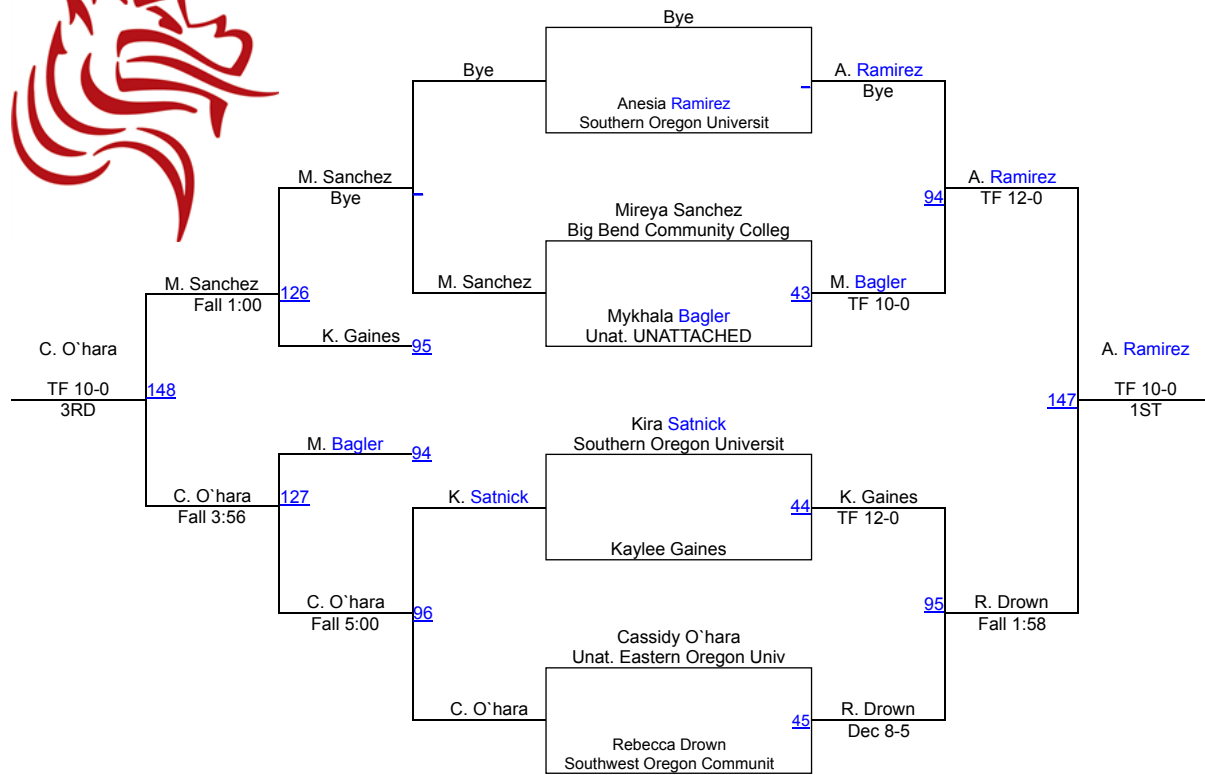 Bye
Bye
A. Ramirez
Bye
Anesia Ramirez
Southern Oregon Universit
M. Sanchez
Bye
A. Ramirez
94
TF 12-0
Mireya Sanchez
Big Bend Community Colleg
M. Sanchez
Fall 1:00
126
M. Sanchez
43
M. Bagler
TF 10-0
Mykhala Bagler
Unat. UNATTACHED
K. Gaines
95
C. O`hara
TF 10-0
3RD
148
A. Ramirez
147
TF 10-0
1ST
Kira Satnick
Southern Oregon Universit
M. Bagler
94
C. O`hara
Fall 3:56
127
K. Satnick
44
K. Gaines
TF 12-0
Kaylee Gaines
C. O`hara
Fall 5:00
96
95
R. Drown
Fall 1:58
Cassidy O`hara
Unat. Eastern Oregon Univ
C. O`hara
45
R. Drown
Dec 8-5
Rebecca Drown
Southwest Oregon Communit